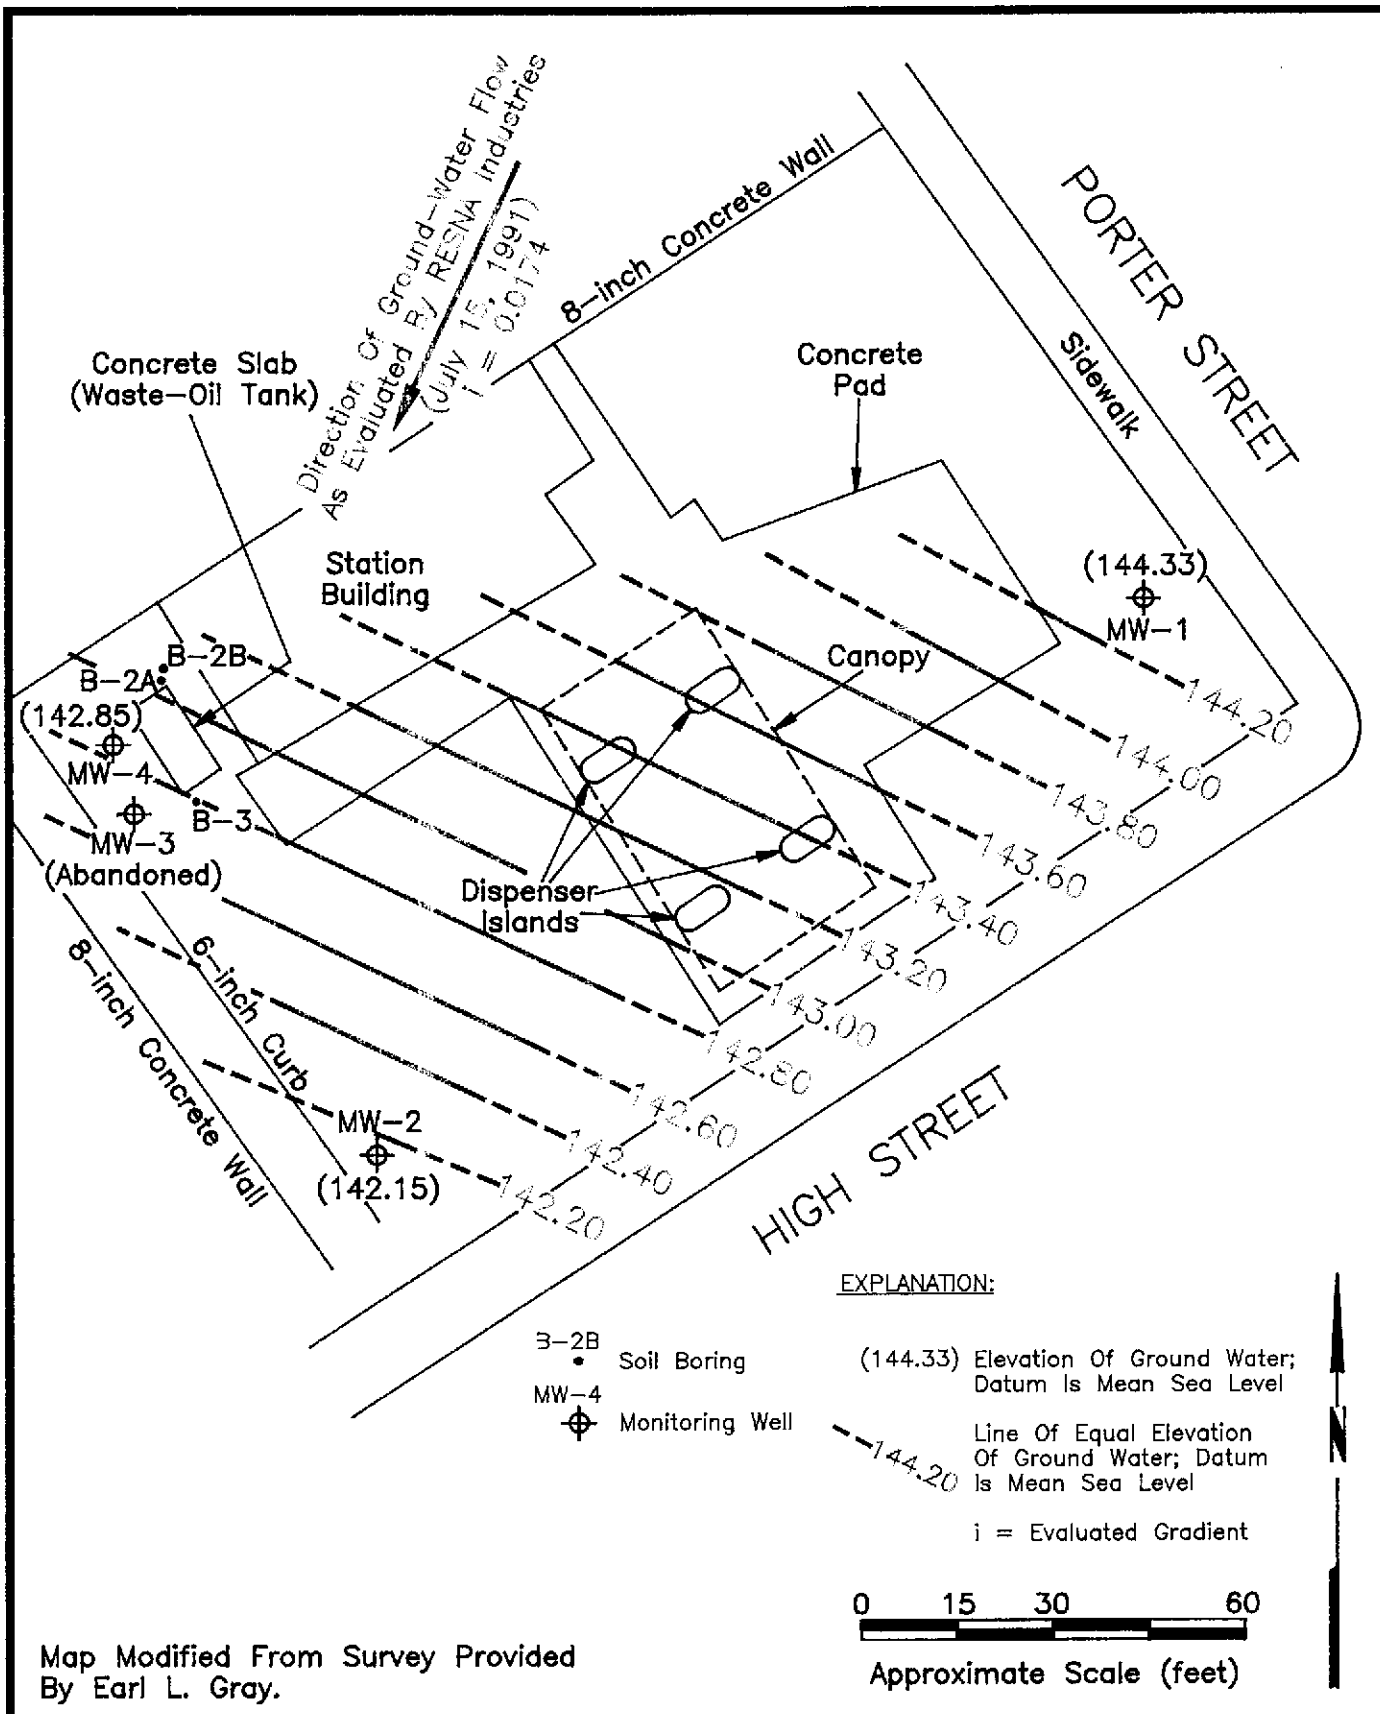 Direction Of Ground-Water Flow
As Evaluated By RESNA Industries
(July 15, 1991)
i = 0.0174
8-inch Concrete Wall
PORTER STREET
Sidewalk
Concrete Slab
(Waste-Oil Tank)
Concrete
Pad
Station
Building
(144.33)
MW-1
Canopy
B-2B
B-2A
(142.85)
MW-4
B-3
MW-3
(Abandoned)
Dispenser
Islands
144.20
144.00
143.80
143.60
143.40
143.20
143.00
142.80
142.60
142.40
142.20
6-inch Curb
8-inch Concrete Wall
MW-2
(142.15)
HIGH STREET
EXPLANATION:
B-2B
Soil Boring
MW-4
Monitoring Well
(144.33) Elevation Of Ground Water;
Datum Is Mean Sea Level
144.20
Line Of Equal Elevation
Of Ground Water; Datum
Is Mean Sea Level
i = Evaluated Gradient
N
0 15 30 60
Approximate Scale (feet)
Map Modified From Survey Provided
By Earl L. Gray.